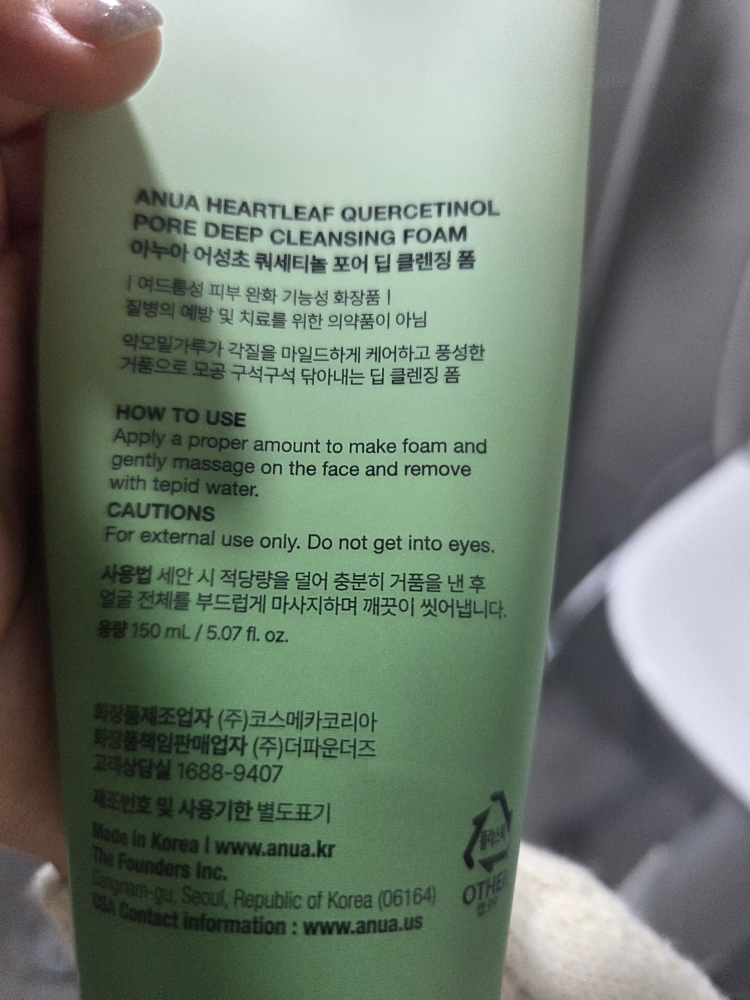 ANUA HEARTLEAF QUERCETINOL
PORE DEEP CLEANSING FOAM
아누아 어성초 쿼세티놀 포어 딥 클렌징 폼
| 여드름성 피부 완화 기능성 화장품 |
질병의 예방 및 치료를 위한 의약품이 아님
약모밀가루가 각질을 마일드하게 케어하고 풍성한
거품으로 모공 구석구석 닦아내는 딥 클렌징 폼
HOW TO USE
Apply a proper amount to make foam and
gently massage on the face and remove
with tepid water.
CAUTIONS
For external use only. Do not get into eyes.
사용법 세안 시 적당량을 덜어 충분히 거품을 낸 후
얼굴 전체를 부드럽게 마사지하며 깨끗이 씻어냅니다.
용량 150 mL / 5.07 fl. oz.
화장품제조업자 (주)코스메카코리아
화장품책임판매업자 (주)더파운더즈
고객상담실 1688-9407
제조번호 및 사용기한 별도표기
Made in Korea | www.anua.kr
The Founders Inc.
Gangnam-gu, Seoul, Republic of Korea (06164)
USA Contact information : www.anua.us
플라스틱
OTHER